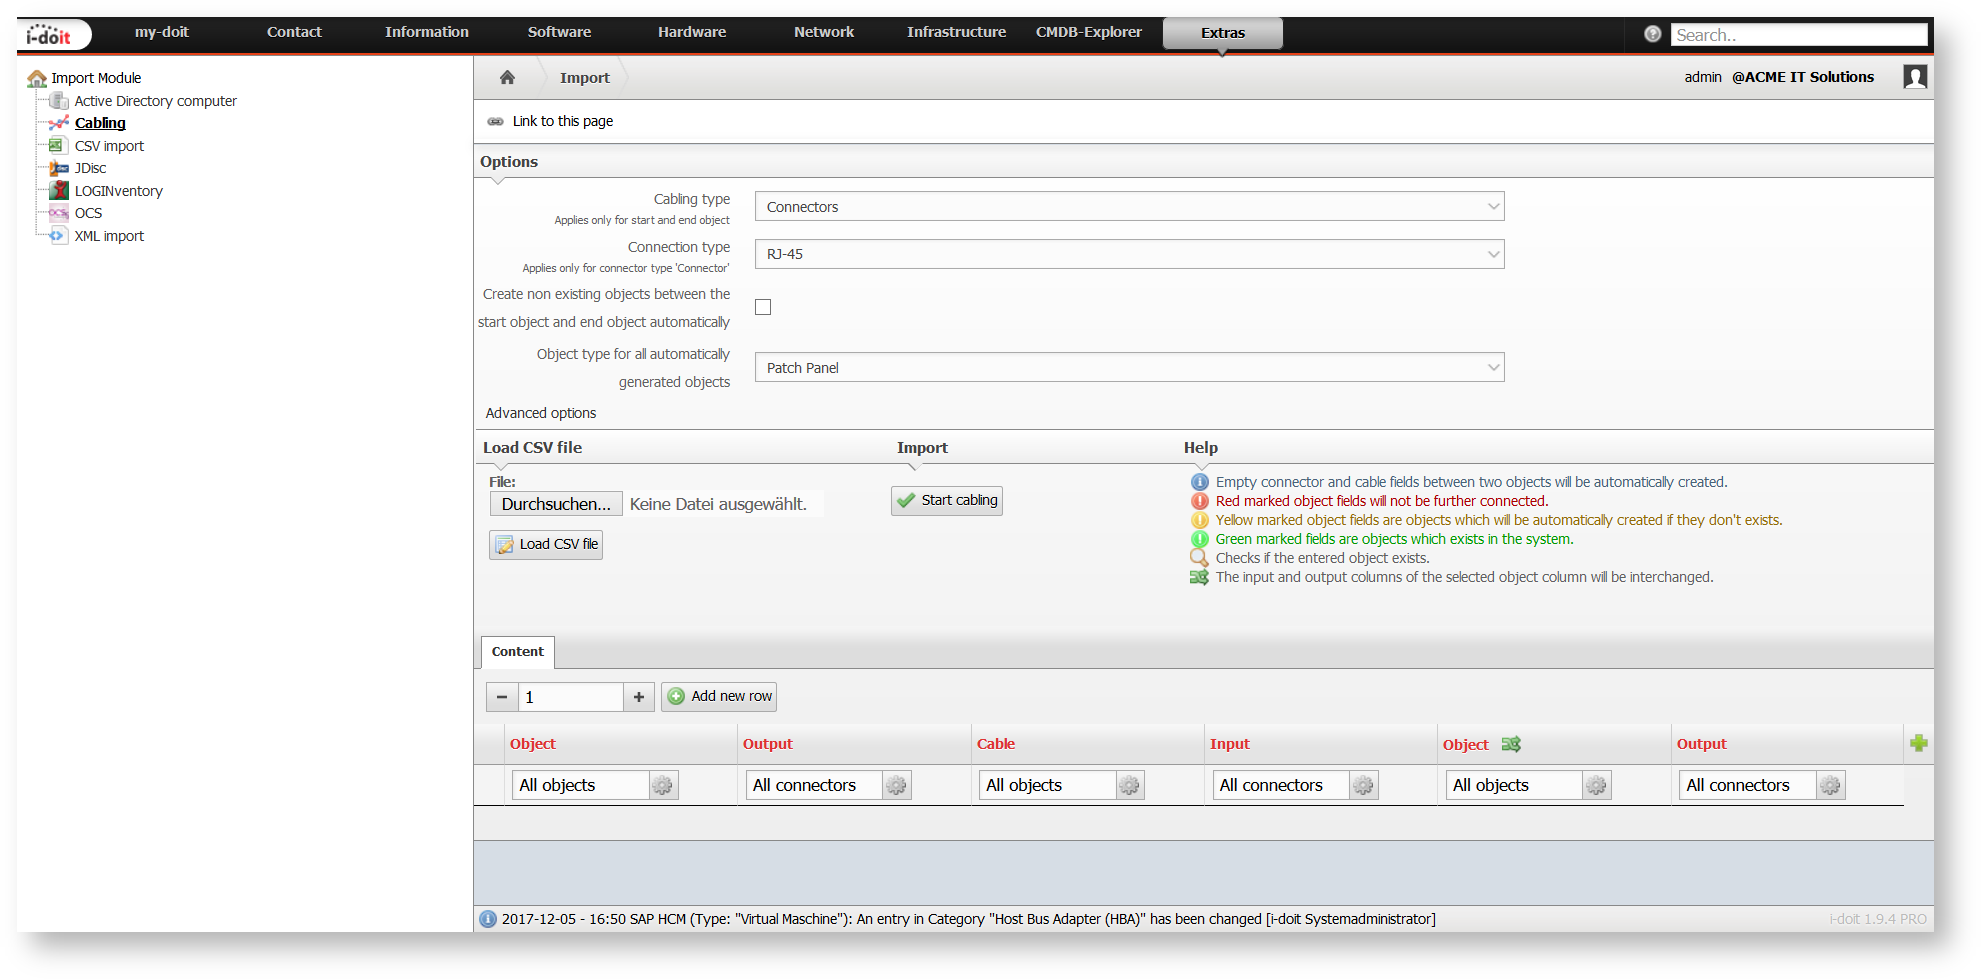 i-doit
my-doit
Contact
Information
Software
Hardware
Network
Infrastructure
CMDB-Explorer
Extras
Search..
Import Module
Active Directory computer
Cabling
CSV import
JDisc
LOGINventory
OCS
XML import
Import
admin @ACME IT Solutions
Link to this page
Options
Cabling type
Applies only for start and end object
Connectors
Connection type
Applies only for connector type 'Connector'
RJ-45
Create non existing objects between the
start object and end object automatically
Object type for all automatically
generated objects
Patch Panel
Advanced options
Load CSV file
File:
Durchsuchen... Keine Datei ausgewählt.
Load CSV file
Import
Start cabling
Help
Empty connector and cable fields between two objects will be automatically created.
Red marked object fields will not be further connected.
Yellow marked object fields are objects which will be automatically created if they don't exists.
Green marked fields are objects which exists in the system.
Checks if the entered object exists.
The input and output columns of the selected object column will be interchanged.
Content
− 1 + Add new row
Object Output Cable Input Object Output
All objects All connectors All objects All connectors All objects All connectors
2017-12-05 - 16:50 SAP HCM (Type: "Virtual Maschine"): An entry in Category "Host Bus Adapter (HBA)" has been changed [i-doit Systemadministrator]
i-doit 1.9.4 PRO